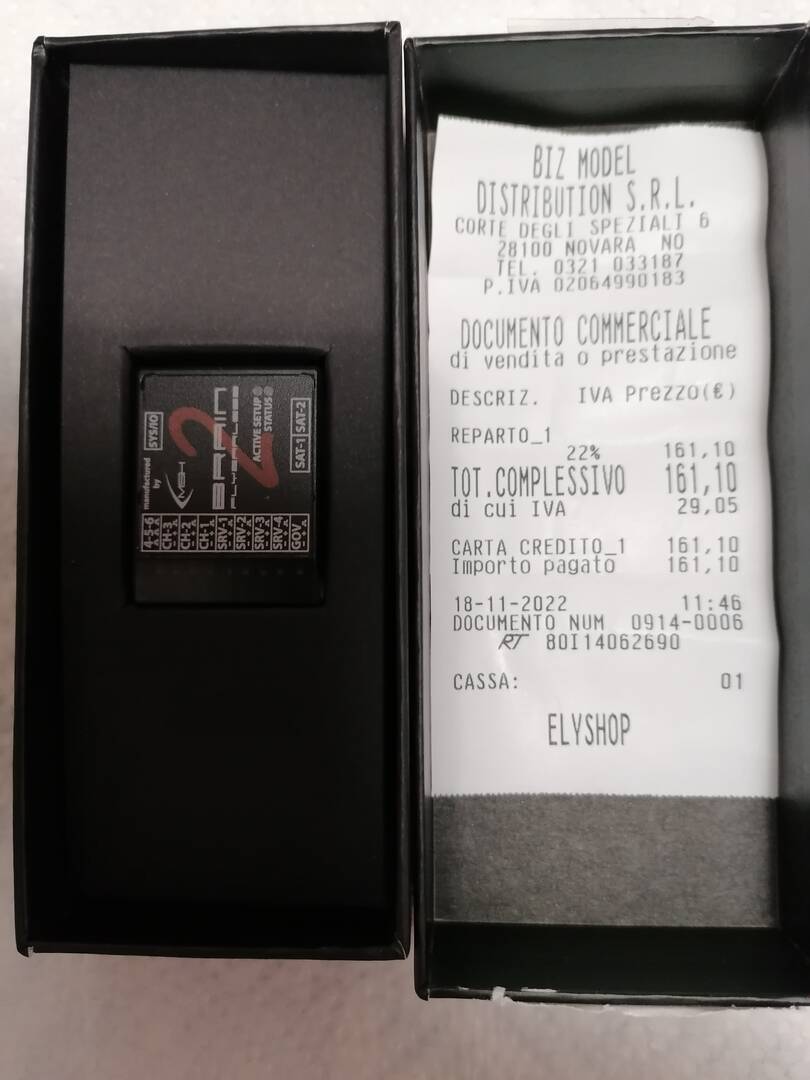 manufactured
by
MSH
SYS/IO
2
BRAIN
FLYBARLESS
ACTIVE SETUP
STATUS
SAT-1 SAT-2
4-5-6
CH-3
CH-2
CH-1
SRV-1
SRV-2
SRV-3
SRV-4
GOV
BIZ MODEL
DISTRIBUTION S.R.L.
CORTE DEGLI SPEZIALI 6
28100 NOVARA NO
TEL. 0321 033187
P.IVA 02064990183
DOCUMENTO COMMERCIALE
di vendita o prestazione
DESCRIZ. IVA Prezzo(€)
REPARTO_1
22% 161,10
TOT.COMPLESSIVO 161,10
di cui IVA 29,05
CARTA CREDITO_1 161,10
Importo pagato 161,10
18-11-2022 11:46
DOCUMENTO NUM 0914-0006
RT 80I14062690
CASSA: 01
ELYSHOP